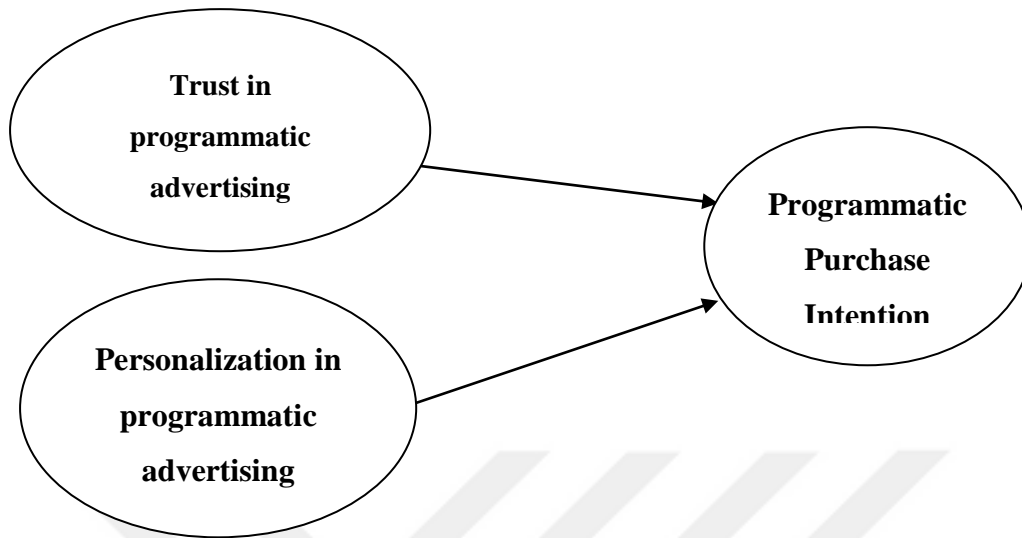 Trust in
programmatic
advertising
Programmatic
Purchase
Intention
Personalization in
programmatic
advertising